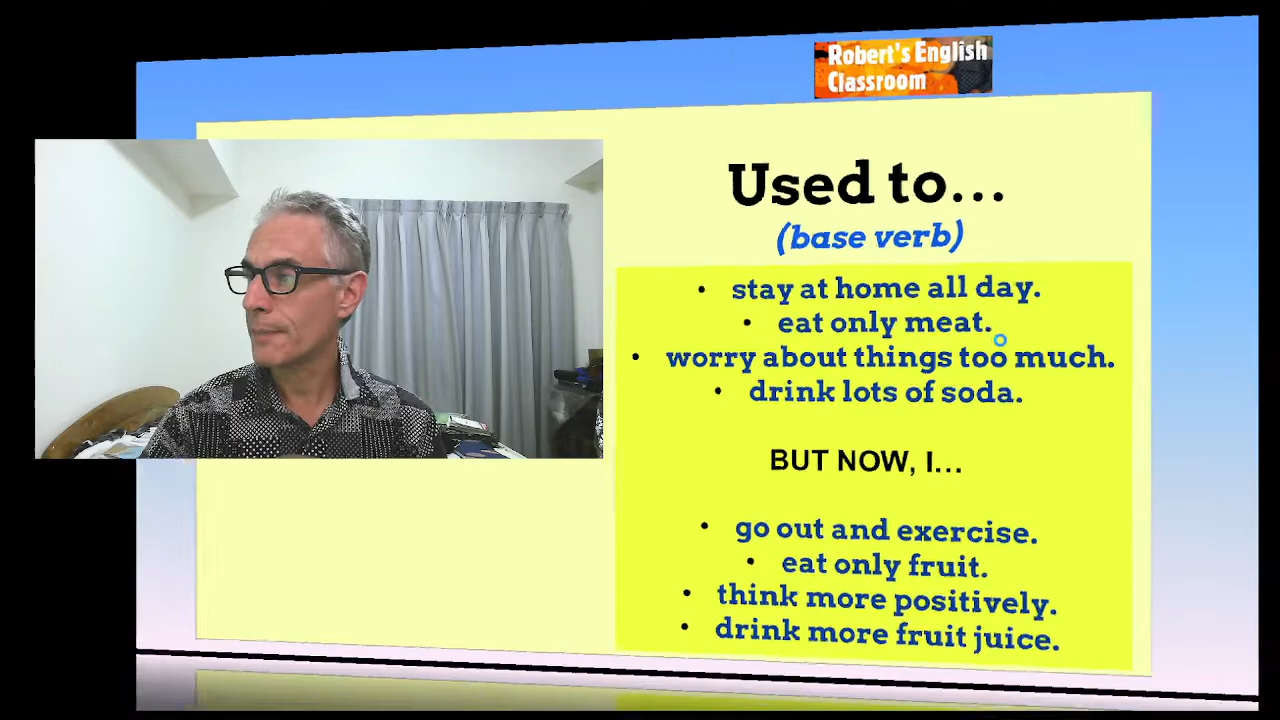 Robert's English
Classroom
Used to...
(base verb)
• stay at home all day.
• eat only meat.
• worry about things too much.
• drink lots of soda.
BUT NOW, I...
• go out and exercise.
• eat only fruit.
• think more positively.
• drink more fruit juice.